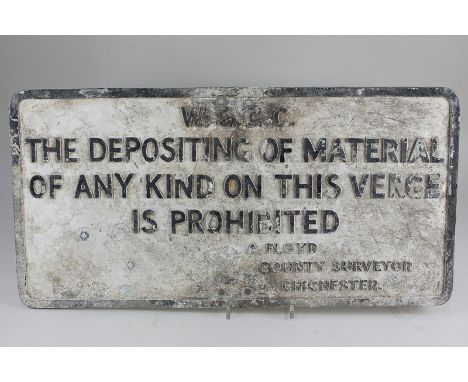 W. S. C. C.
THE DEPOSITING OF MATERIAL
OF ANY KIND ON THIS VERGE
IS PROHIBITED
A. FLOYD
COUNTY SURVEYOR
CHICHESTER.